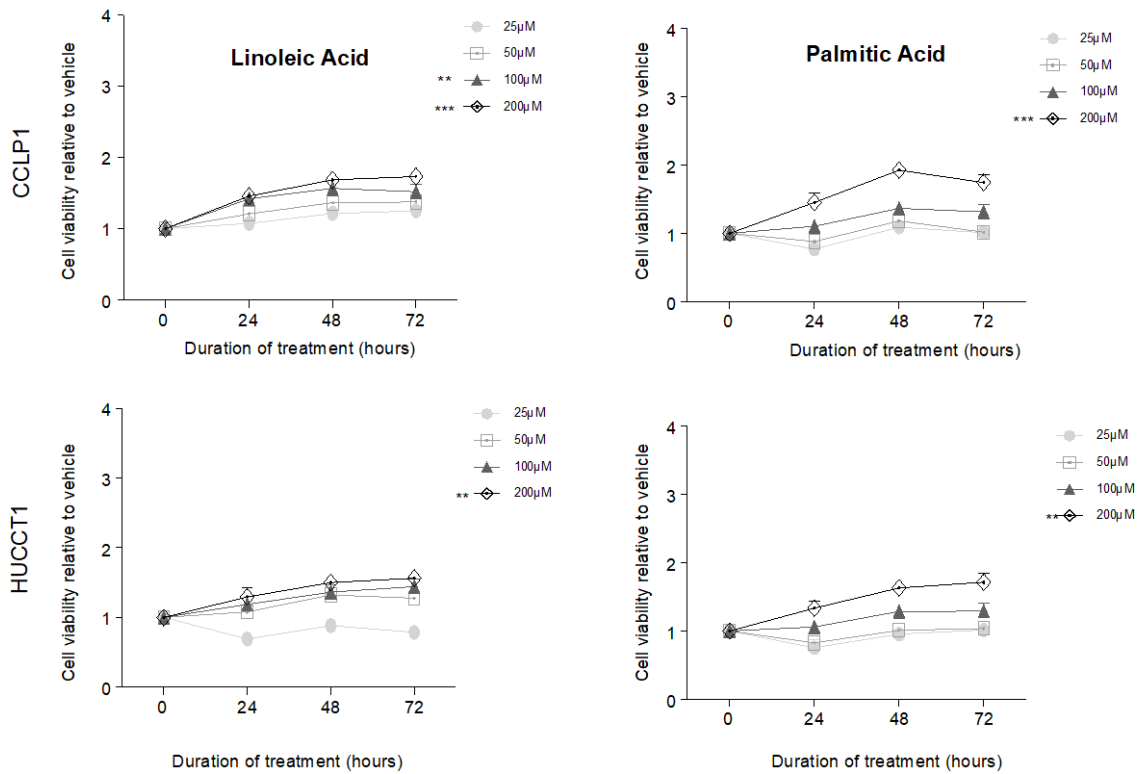 CCLP1
Linoleic Acid
Cell viability relative to vehicle
4
3
2
1
0
0 24 48 72
Duration of treatment (hours)
25µM
50µM
** 100µM
*** 200µM
Palmitic Acid
Cell viability relative to vehicle
4
3
2
1
0
0 24 48 72
Duration of treatment (hours)
25µM
50µM
100µM
*** 200µM
HUCCT1
Cell viability relative to vehicle
4
3
2
1
0
0 24 48 72
Duration of treatment (hours)
25µM
50µM
100µM
** 200µM
Cell viability relative to vehicle
4
3
2
1
0
0 24 48 72
Duration of treatment (hours)
25µM
50µM
100µM
** 200µM